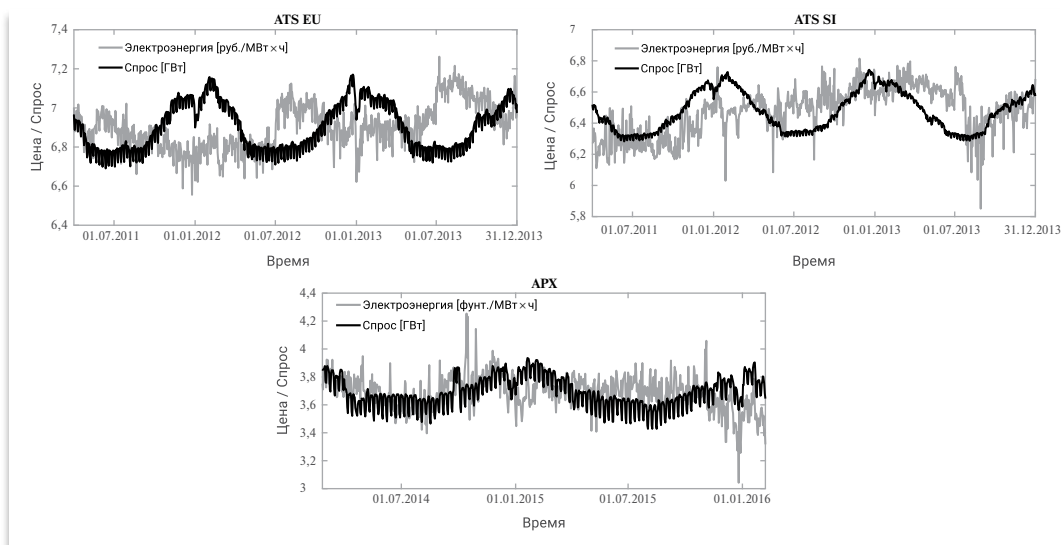 ATS EU
7,4
7,2
7
6,8
6,6
6,4
Цена / Спрос
Электроэнергия [руб./МВт×ч]
Спрос [ГВт]
01.07.2011 01.01.2012 01.07.2012 01.01.2013 01.07.2013 31.12.2013
Время
ATS SI
7
6,8
6,6
6,4
6,2
6
5,8
Цена / Спрос
Электроэнергия [руб./МВт×ч]
Спрос [ГВт]
01.07.2011 01.01.2012 01.07.2012 01.01.2013 01.07.2013 31.12.2013
Время
APX
4,4
4,2
4
3,8
3,6
3,4
3,2
3
Цена / Спрос
Электроэнергия [фунт./МВт×ч]
Спрос [ГВт]
01.07.2014 01.01.2015 01.07.2015 01.01.2016
Время